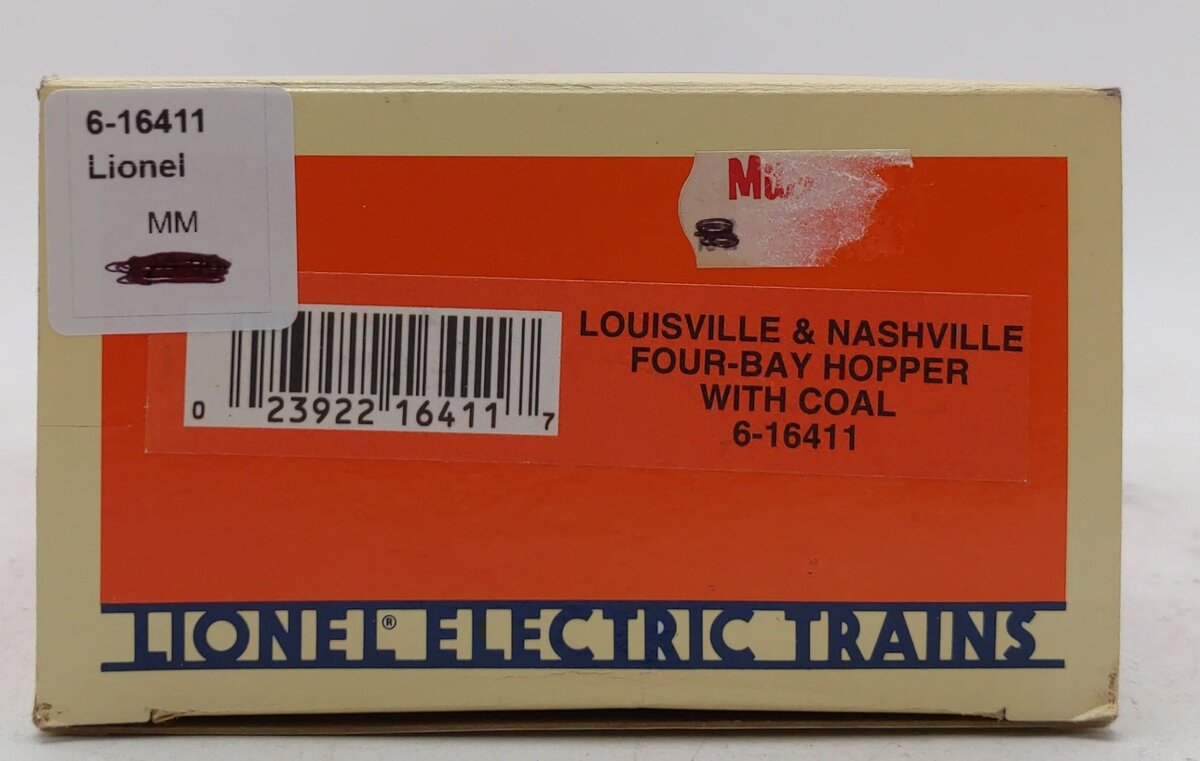 6-16411
Lionel
MM
LOUISVILLE & NASHVILLE
FOUR-BAY HOPPER
WITH COAL
6-16411
0 23922 16411 7
LIONEL® ELECTRIC TRAINS